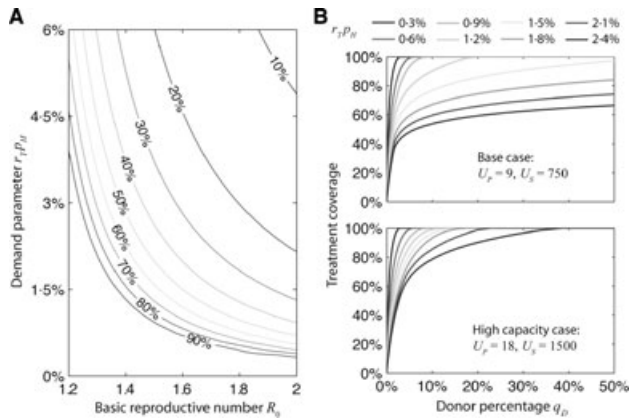 A
Demand parameter r_T p_M
6%
4·5%
3%
1·5%
0%
10%
20%
30%
40%
50%
60%
70%
80%
90%
1.2 1.4 1.6 1.8 2
Basic reproductive number R_0
B
r_T p_H 0·3% 0·9% 1·5% 2·1%
0·6% 1·2% 1·8% 2·4%
Treatment coverage
100%
80%
60%
40%
20%
0%
Base case:
U_P = 9, U_S = 750
100%
80%
60%
40%
20%
0%
High capacity case:
U_P = 18, U_S = 1500
0% 10% 20% 30% 40% 50%
Donor percentage q_D